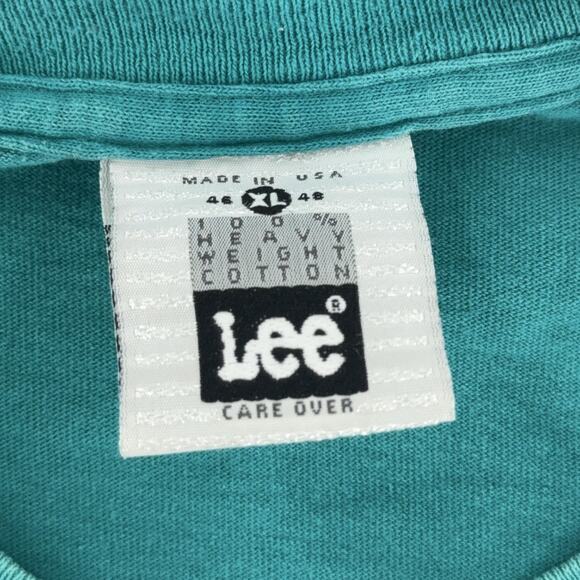 MADE IN USA
46 XL 48
100%
HEAVY
WEIGHT
COTTON
Lee®
CARE OVER